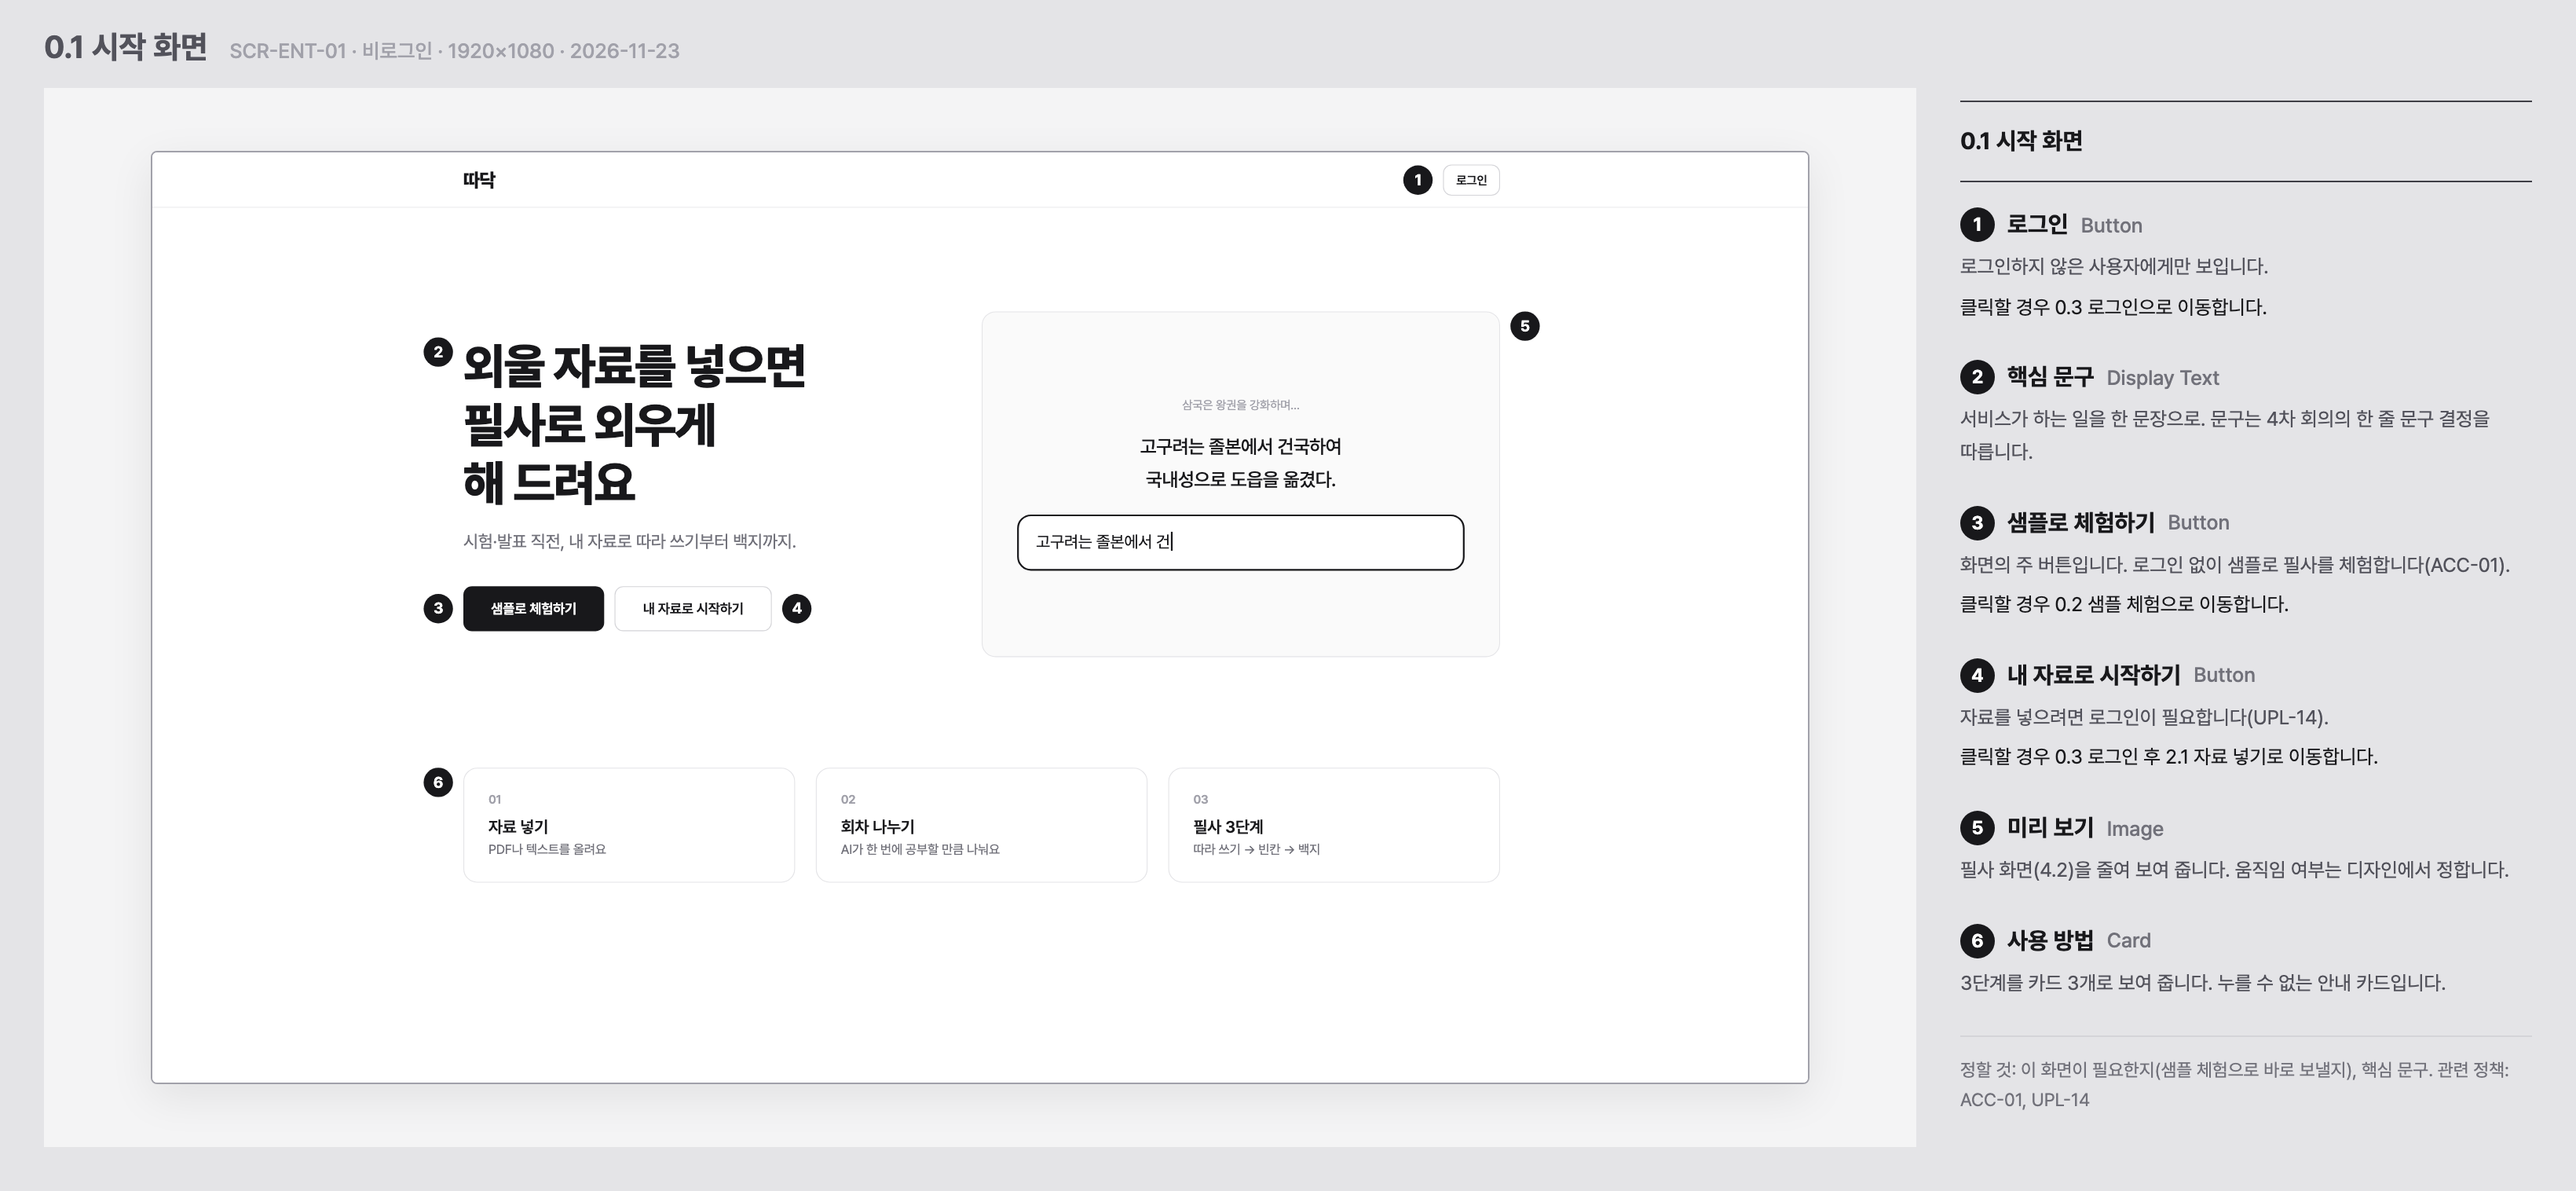 0.1 시작 화면 SCR-ENT-01 · 비로그인 · 1920×1080 · 2026-11-23
따닥
1 로그인
2 외울 자료를 넣으면
필사로 외우게
해 드려요
시험·발표 직전, 내 자료로 따라 쓰기부터 백지까지.
3 샘플로 체험하기 내 자료로 시작하기 4
5
삼국은 왕권을 강화하며...
고구려는 졸본에서 건국하여
국내성으로 도읍을 옮겼다.
고구려는 졸본에서 건
6
01
자료 넣기
PDF나 텍스트를 올려요
02
회차 나누기
AI가 한 번에 공부할 만큼 나눠요
03
필사 3단계
따라 쓰기 → 빈칸 → 백지
0.1 시작 화면
1 로그인 Button
로그인하지 않은 사용자에게만 보입니다.
클릭할 경우 0.3 로그인으로 이동합니다.
2 핵심 문구 Display Text
서비스가 하는 일을 한 문장으로. 문구는 4차 회의의 한 줄 문구 결정을
따릅니다.
3 샘플로 체험하기 Button
화면의 주 버튼입니다. 로그인 없이 샘플로 필사를 체험합니다(ACC-01).
클릭할 경우 0.2 샘플 체험으로 이동합니다.
4 내 자료로 시작하기 Button
자료를 넣으려면 로그인이 필요합니다(UPL-14).
클릭할 경우 0.3 로그인 후 2.1 자료 넣기로 이동합니다.
5 미리 보기 Image
필사 화면(4.2)을 줄여 보여 줍니다. 움직임 여부는 디자인에서 정합니다.
6 사용 방법 Card
3단계를 카드 3개로 보여 줍니다. 누를 수 없는 안내 카드입니다.
정할 것: 이 화면이 필요한지(샘플 체험으로 바로 보낼지), 핵심 문구. 관련 정책:
ACC-01, UPL-14